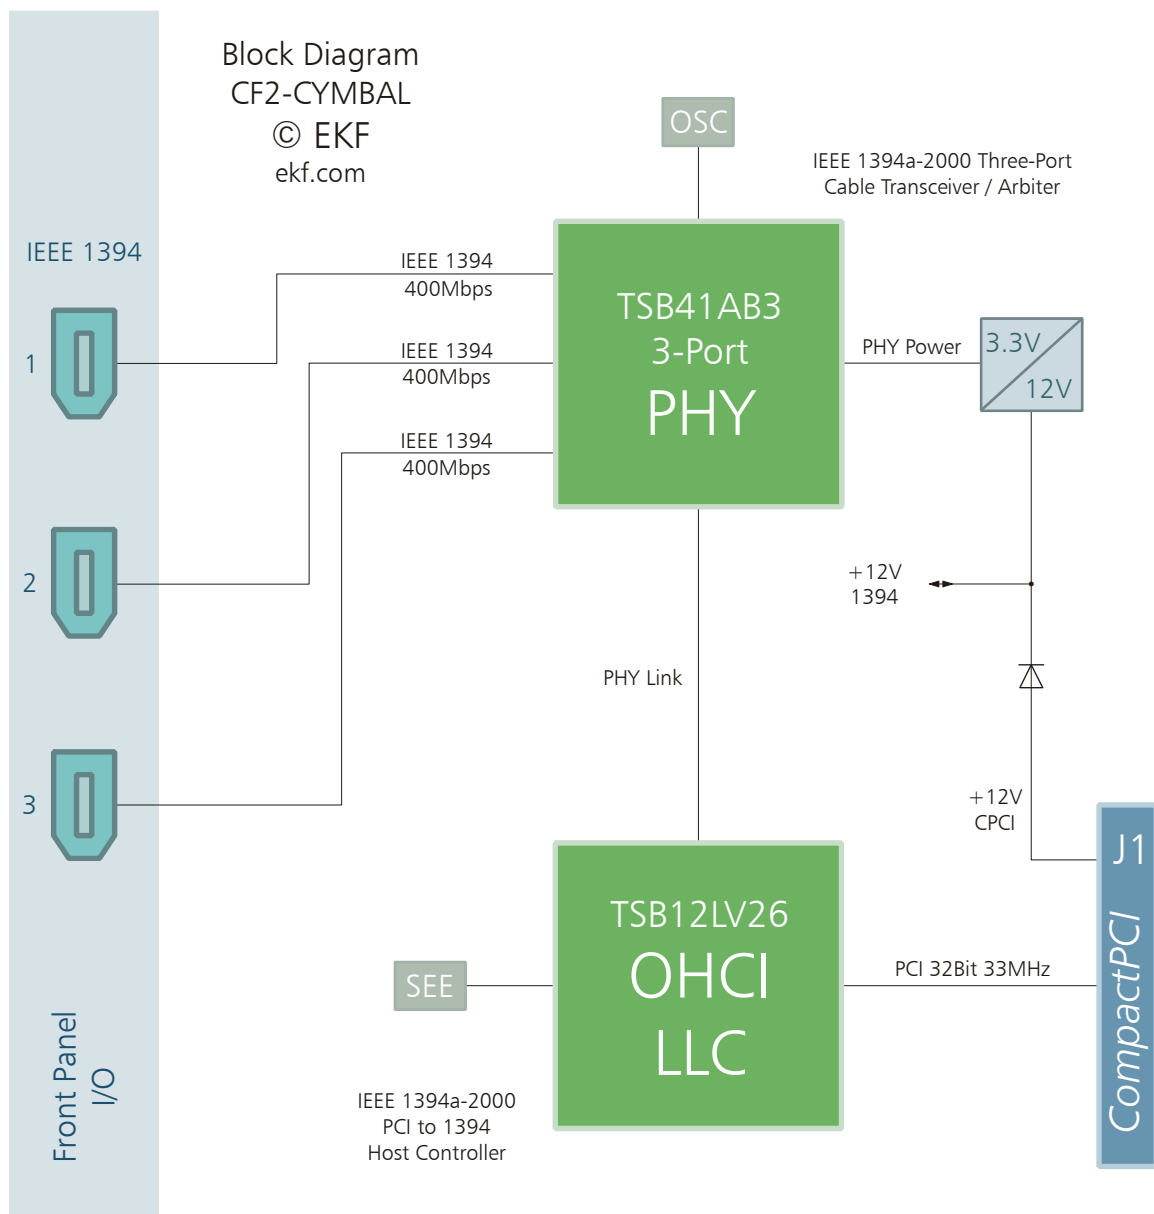 Block Diagram
CF2-CYMBAL
© EKF
ekf.com
OSC
IEEE 1394a-2000 Three-Port
Cable Transceiver / Arbiter
IEEE 1394
1
2
3
Front Panel
I/O
IEEE 1394
400Mbps
IEEE 1394
400Mbps
IEEE 1394
400Mbps
TSB41AB3
3-Port
PHY
PHY Power
3.3V
12V
+12V
1394
PHY Link
+12V
CPCI
J1
CompactPCI
TSB12LV26
OHCI
LLC
PCI 32Bit 33MHz
SEE
IEEE 1394a-2000
PCI to 1394
Host Controller